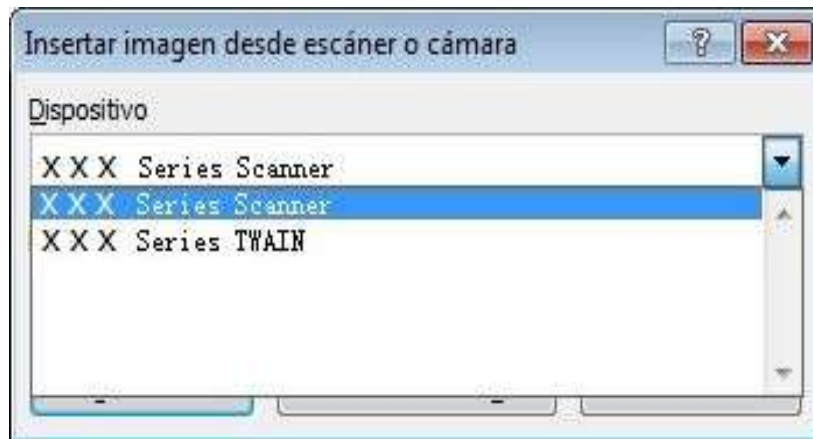 Insertar imagen desde escáner o cámara
Dispositivo
X X X Series Scanner
X X X Series Scanner
X X X Series TWAIN